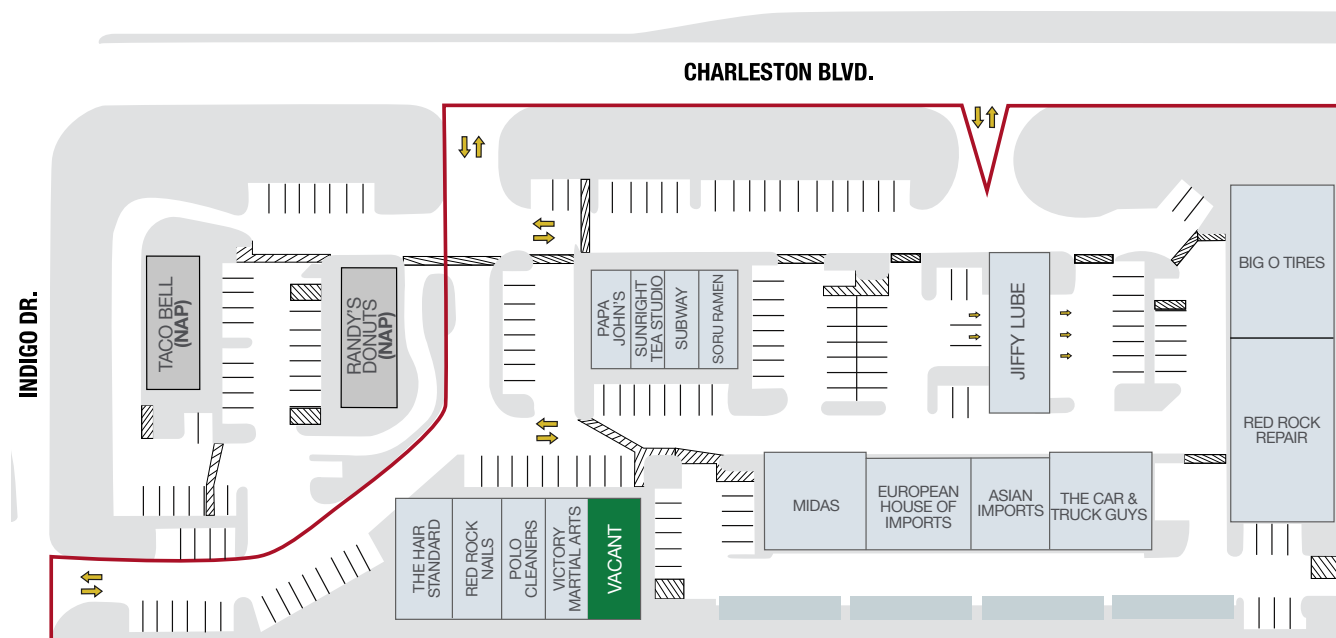 CHARLESTON BLVD.
INDIGO DR.
TACO BELL
(NAP)
RANDY'S
DONUTS
(NAP)
PAPA
JOHN'S
SUNRIGHT
TEA STUDIO
SUBWAY
SORU RAMEN
JIFFY LUBE
BIG O TIRES
RED ROCK
REPAIR
THE HAIR
STANDARD
RED ROCK
NAILS
POLO
CLEANERS
VICTORY
MARTIAL ARTS
VACANT
MIDAS
EUROPEAN
HOUSE OF
IMPORTS
ASIAN
IMPORTS
THE CAR &
TRUCK GUYS